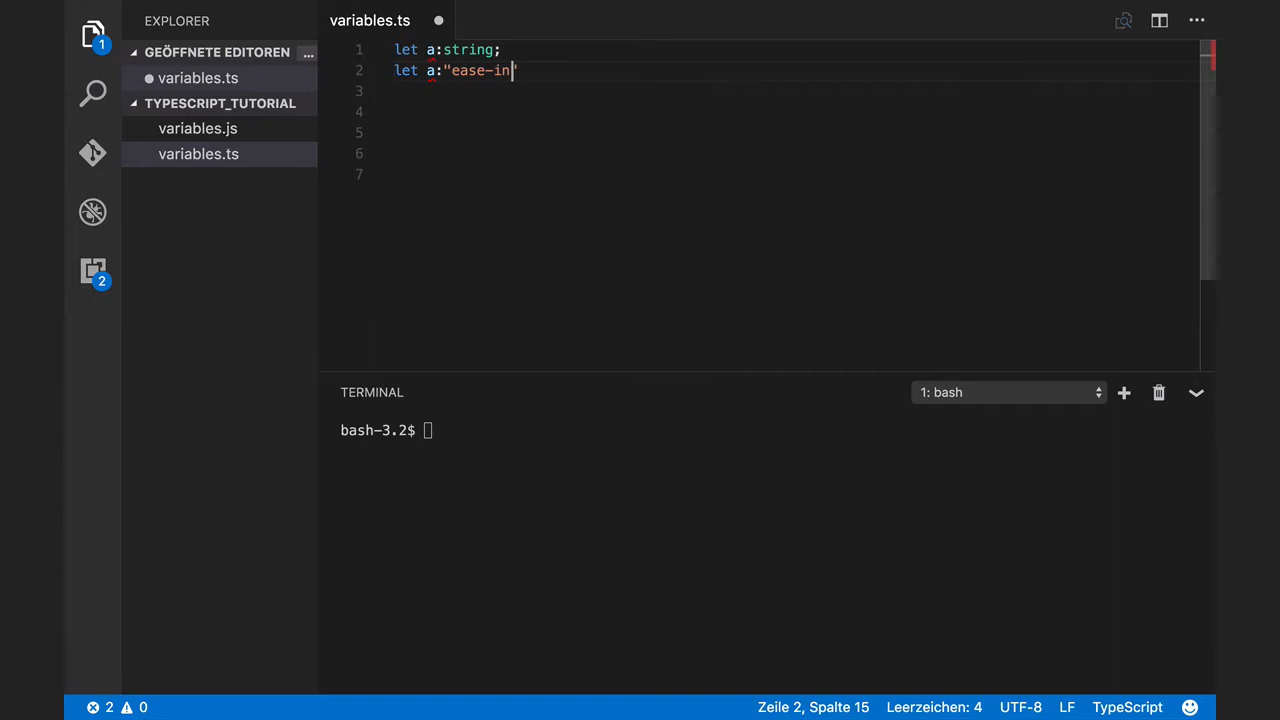 EXPLORER
GEÖFFNETE EDITOREN ...
variables.ts
TYPESCRIPT_TUTORIAL
variables.js
variables.ts
1
2
variables.ts
1 let a:string;
2 let a:"ease-in"
3
4
5
6
7
TERMINAL
1: bash
bash-3.2$
2 0
Zeile 2, Spalte 15 Leerzeichen: 4 UTF-8 LF TypeScript